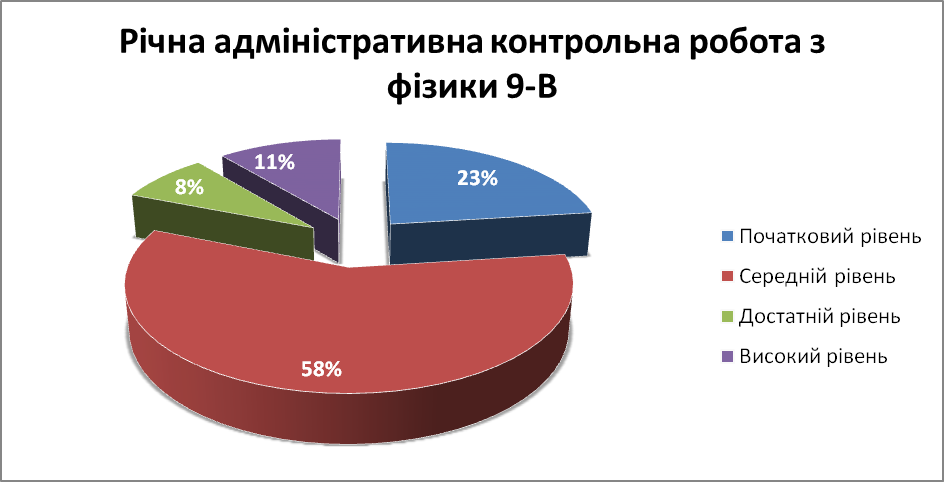 Річна адміністративна контрольна робота з
фізики 9-В
11%
23%
8%
58%
Початковий рівень
Середній рівень
Достатній рівень
Високий рівень